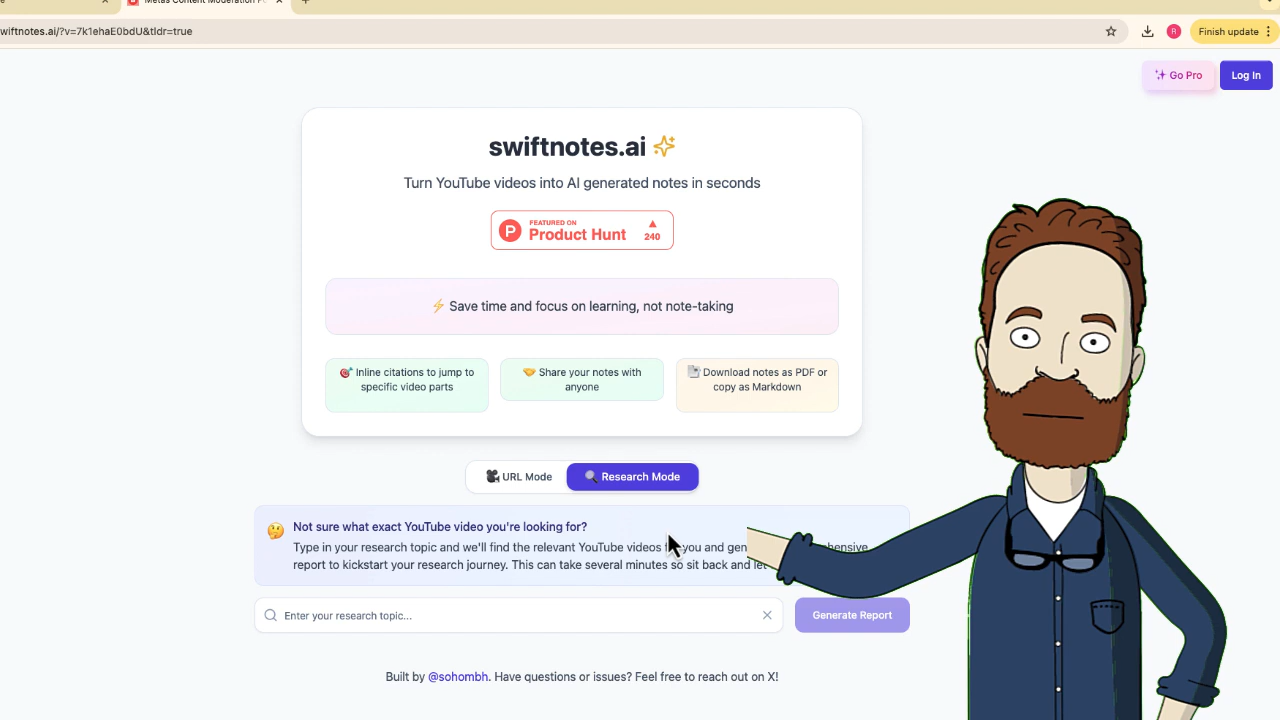 Metas Content Moderation
wiftnotes.ai/?v=7k1ehaE0bdU&tldr=true
R
Finish update
Go Pro
Log In
swiftnotes.ai
Turn YouTube videos into AI generated notes in seconds
P
FEATURED ON
Product Hunt
240
Save time and focus on learning, not note-taking
Inline citations to jump to
specific video parts
Share your notes with
anyone
Download notes as PDF or
copy as Markdown
URL Mode
Research Mode
Not sure what exact YouTube video you're looking for?
Type in your research topic and we'll find the relevant YouTube videos you and
report to kickstart your research journey. This can take several minutes so sit back and
Enter your research topic...
Generate Report
Built by @sohombh. Have questions or issues? Feel free to reach out on X!